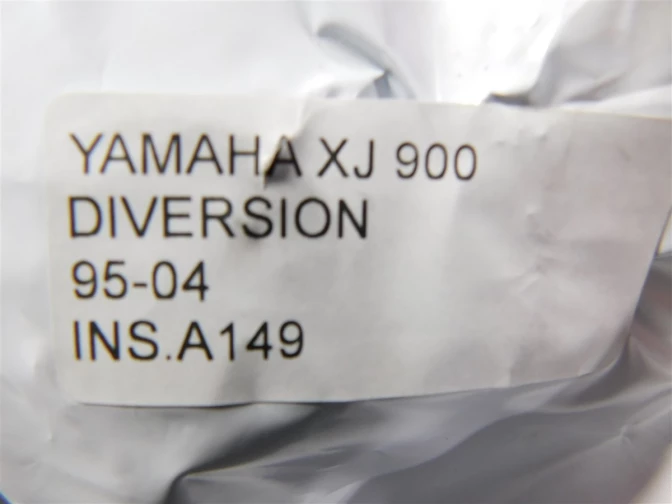 YAMAHA XJ 900
DIVERSION
95-04
INS.A149